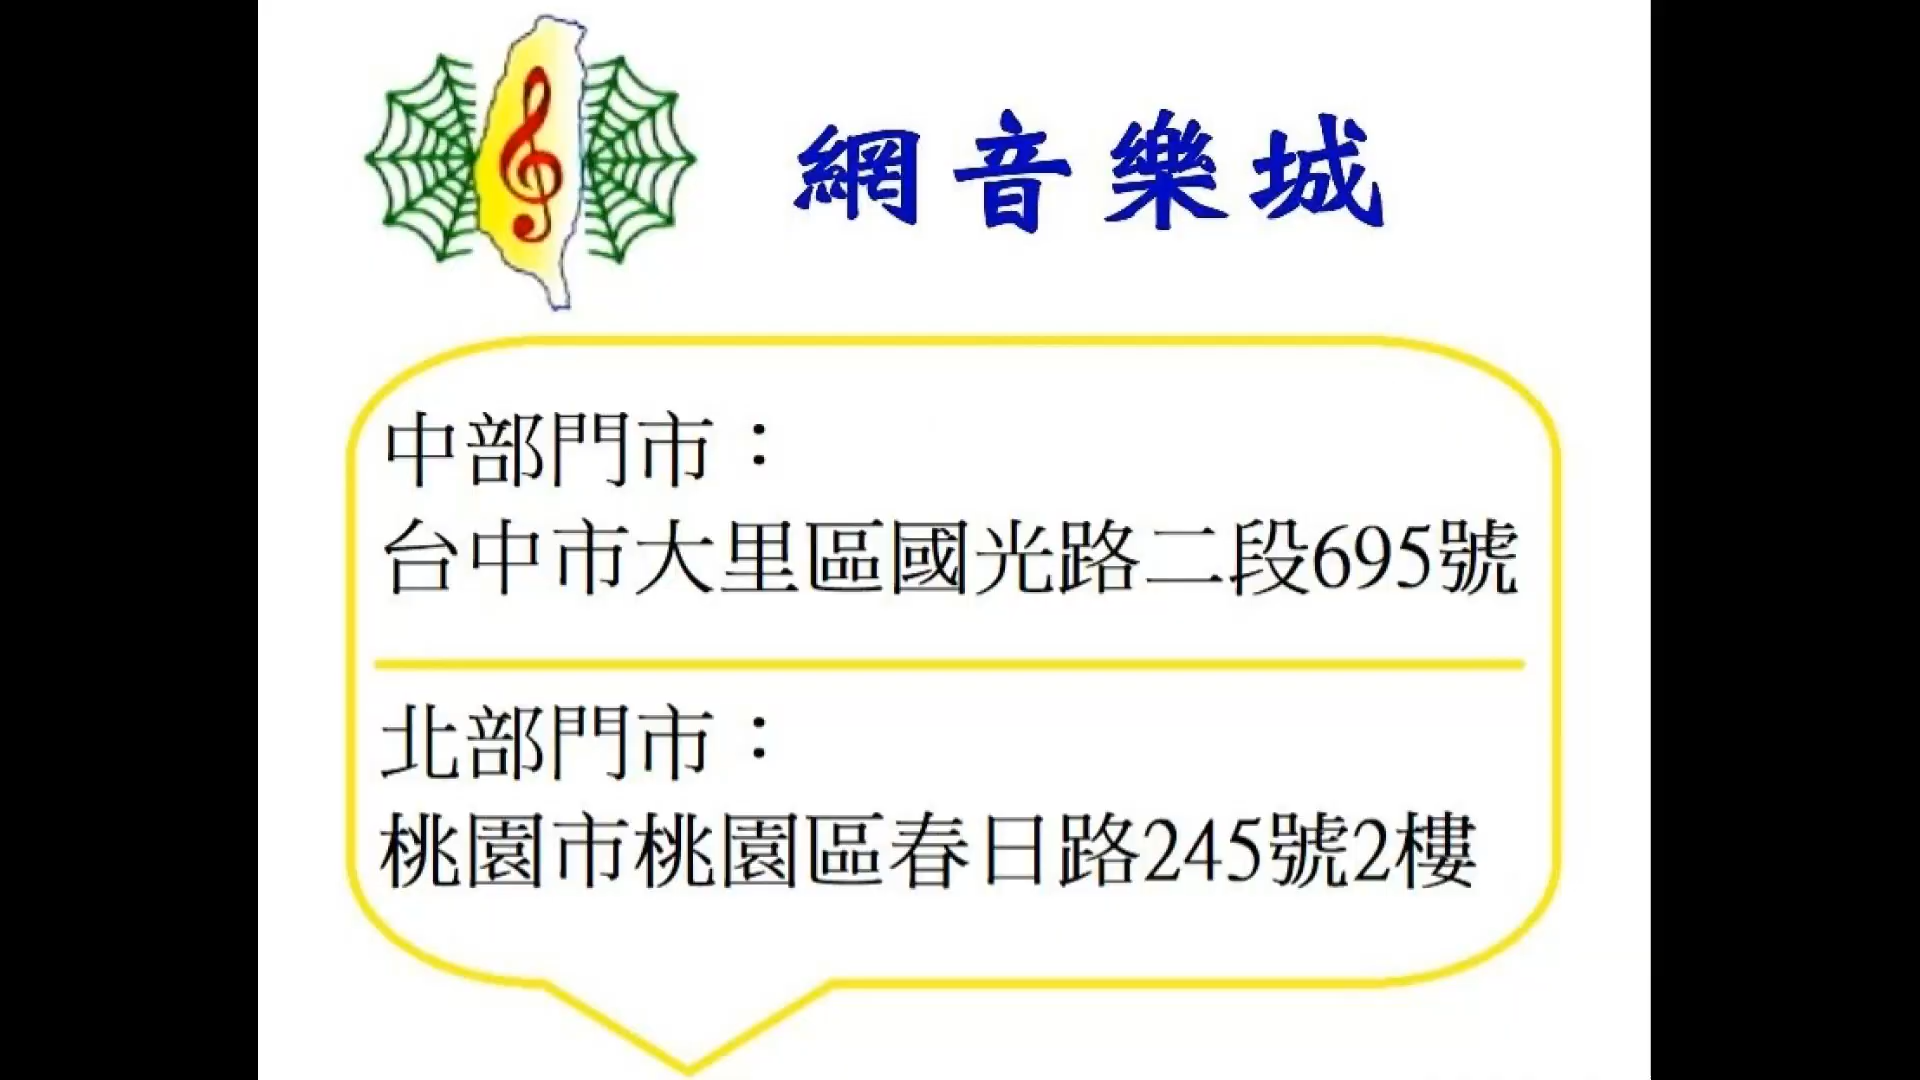 網音樂城
中部門市：
台中市大里區國光路二段695號
北部門市：
桃園市桃園區春日路245號2樓